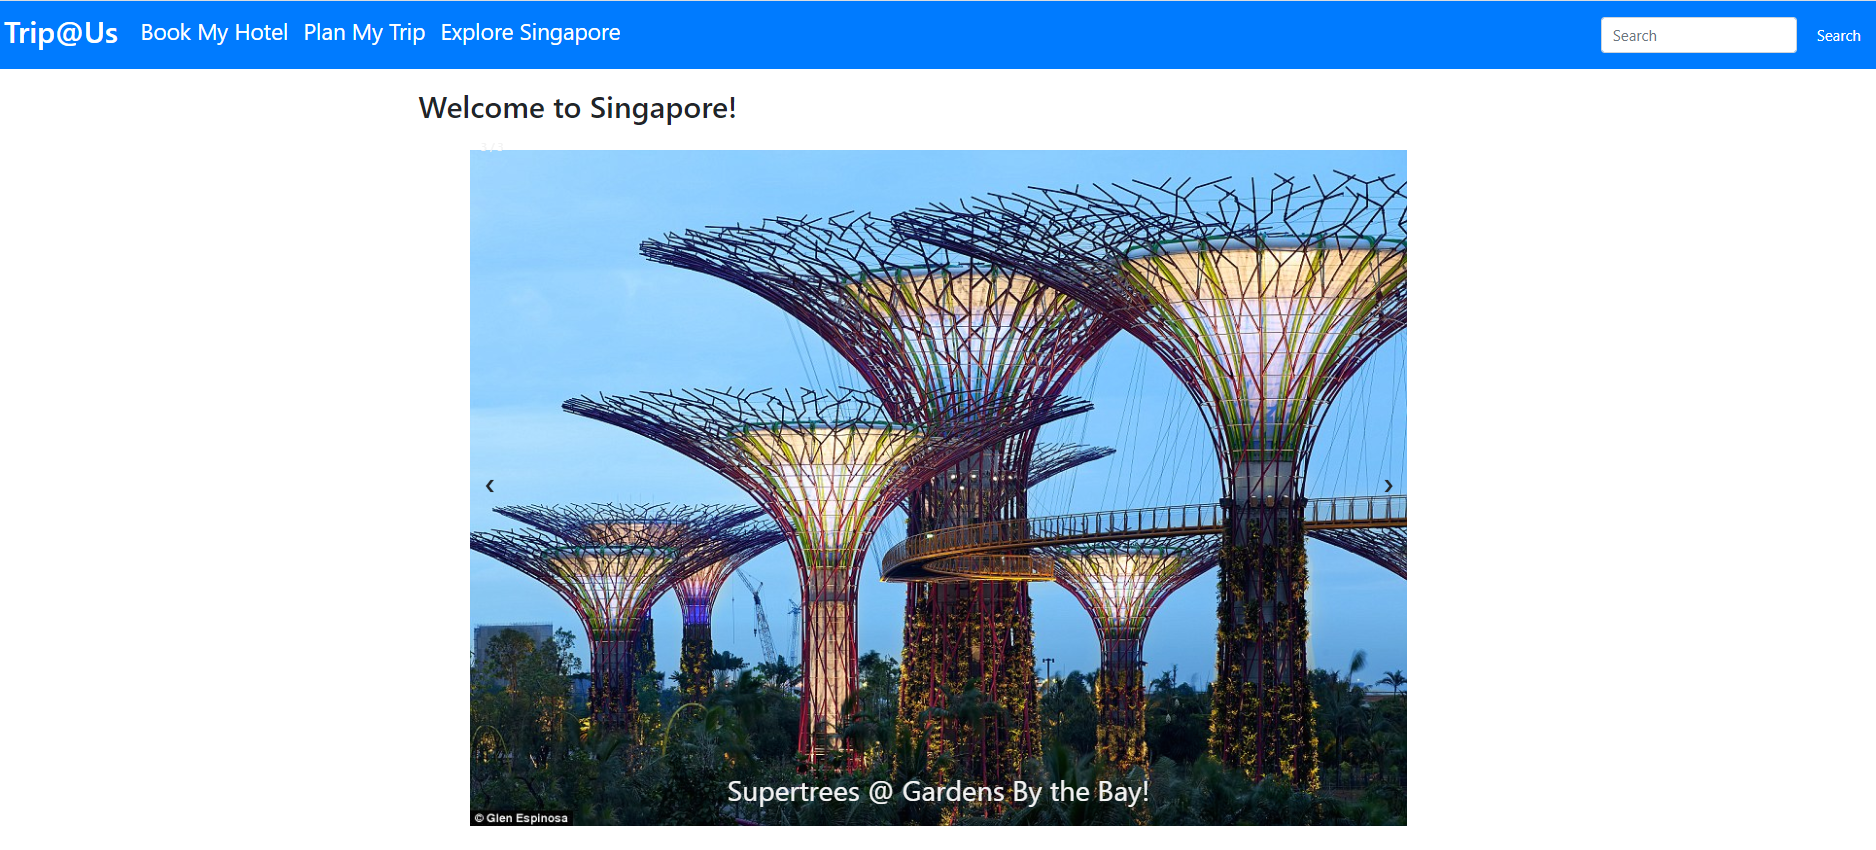 Trip@Us Book My Hotel Plan My Trip Explore Singapore Search Search
Welcome to Singapore!
❮ ❯
Supertrees @ Gardens By the Bay!
© Glen Espinosa